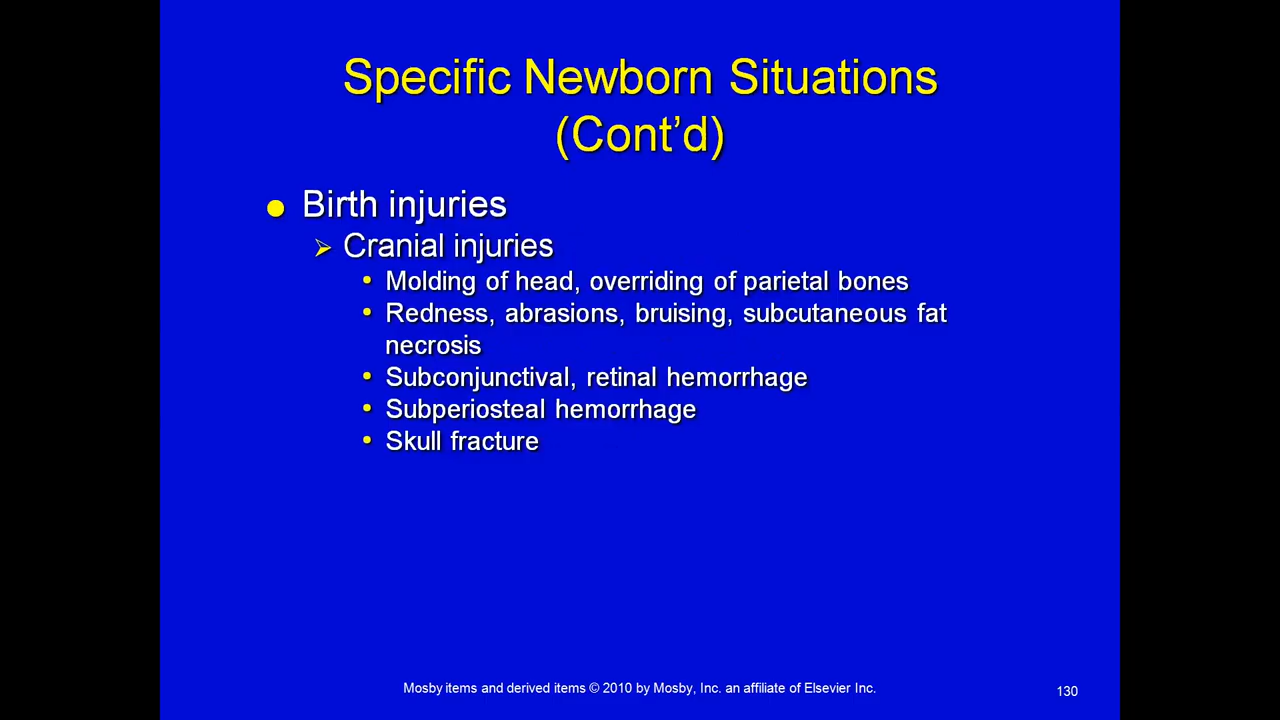 Specific Newborn Situations
(Cont’d)
● Birth injuries
➢ Cranial injuries
• Molding of head, overriding of parietal bones
• Redness, abrasions, bruising, subcutaneous fat
necrosis
• Subconjunctival, retinal hemorrhage
• Subperiosteal hemorrhage
• Skull fracture
Mosby items and derived items © 2010 by Mosby, Inc. an affiliate of Elsevier Inc.
130